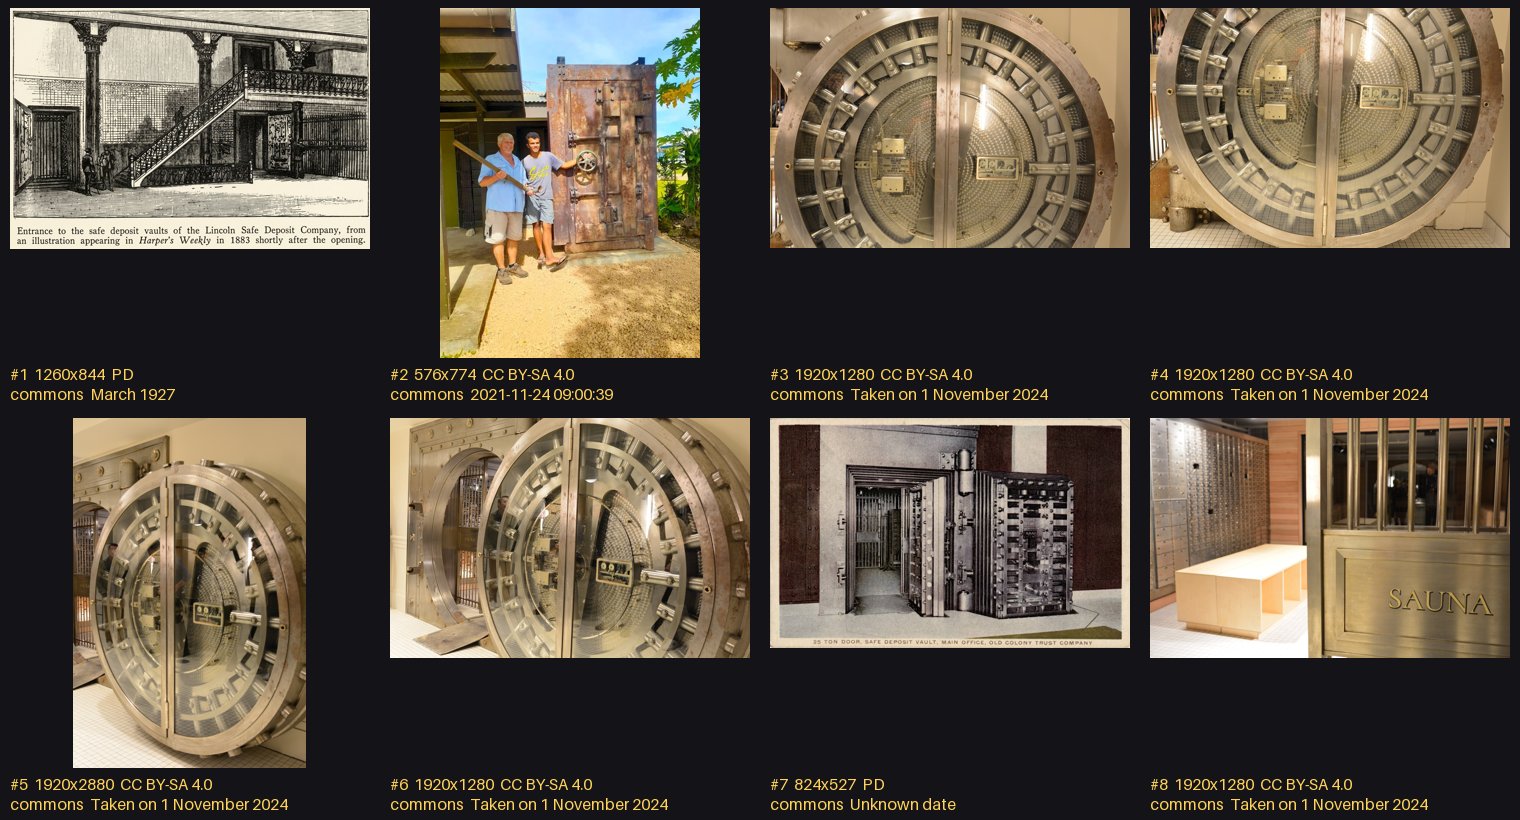 Entrance to the safe deposit vaults of the Lincoln Safe Deposit Company, from
an illustration appearing in Harper's Weekly in 1883 shortly after the opening.
#1 1260x844 PD
commons March 1927
#2 576x774 CC BY-SA 4.0
commons 2021-11-24 09:00:39
#3 1920x1280 CC BY-SA 4.0
commons Taken on 1 November 2024
#4 1920x1280 CC BY-SA 4.0
commons Taken on 1 November 2024
25 TON DOOR, SAFE DEPOSIT VAULT, MAIN OFFICE, OLD COLONY TRUST COMPANY
SAUNA
#5 1920x2880 CC BY-SA 4.0
commons Taken on 1 November 2024
#6 1920x1280 CC BY-SA 4.0
commons Taken on 1 November 2024
#7 824x527 PD
commons Unknown date
#8 1920x1280 CC BY-SA 4.0
commons Taken on 1 November 2024